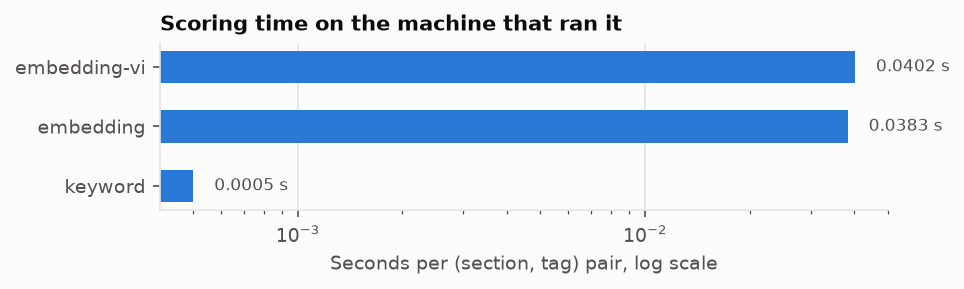 Scoring time on the machine that ran it
embedding-vi 0.0402 s
embedding 0.0383 s
keyword 0.0005 s
10⁻³ 10⁻²
Seconds per (section, tag) pair, log scale